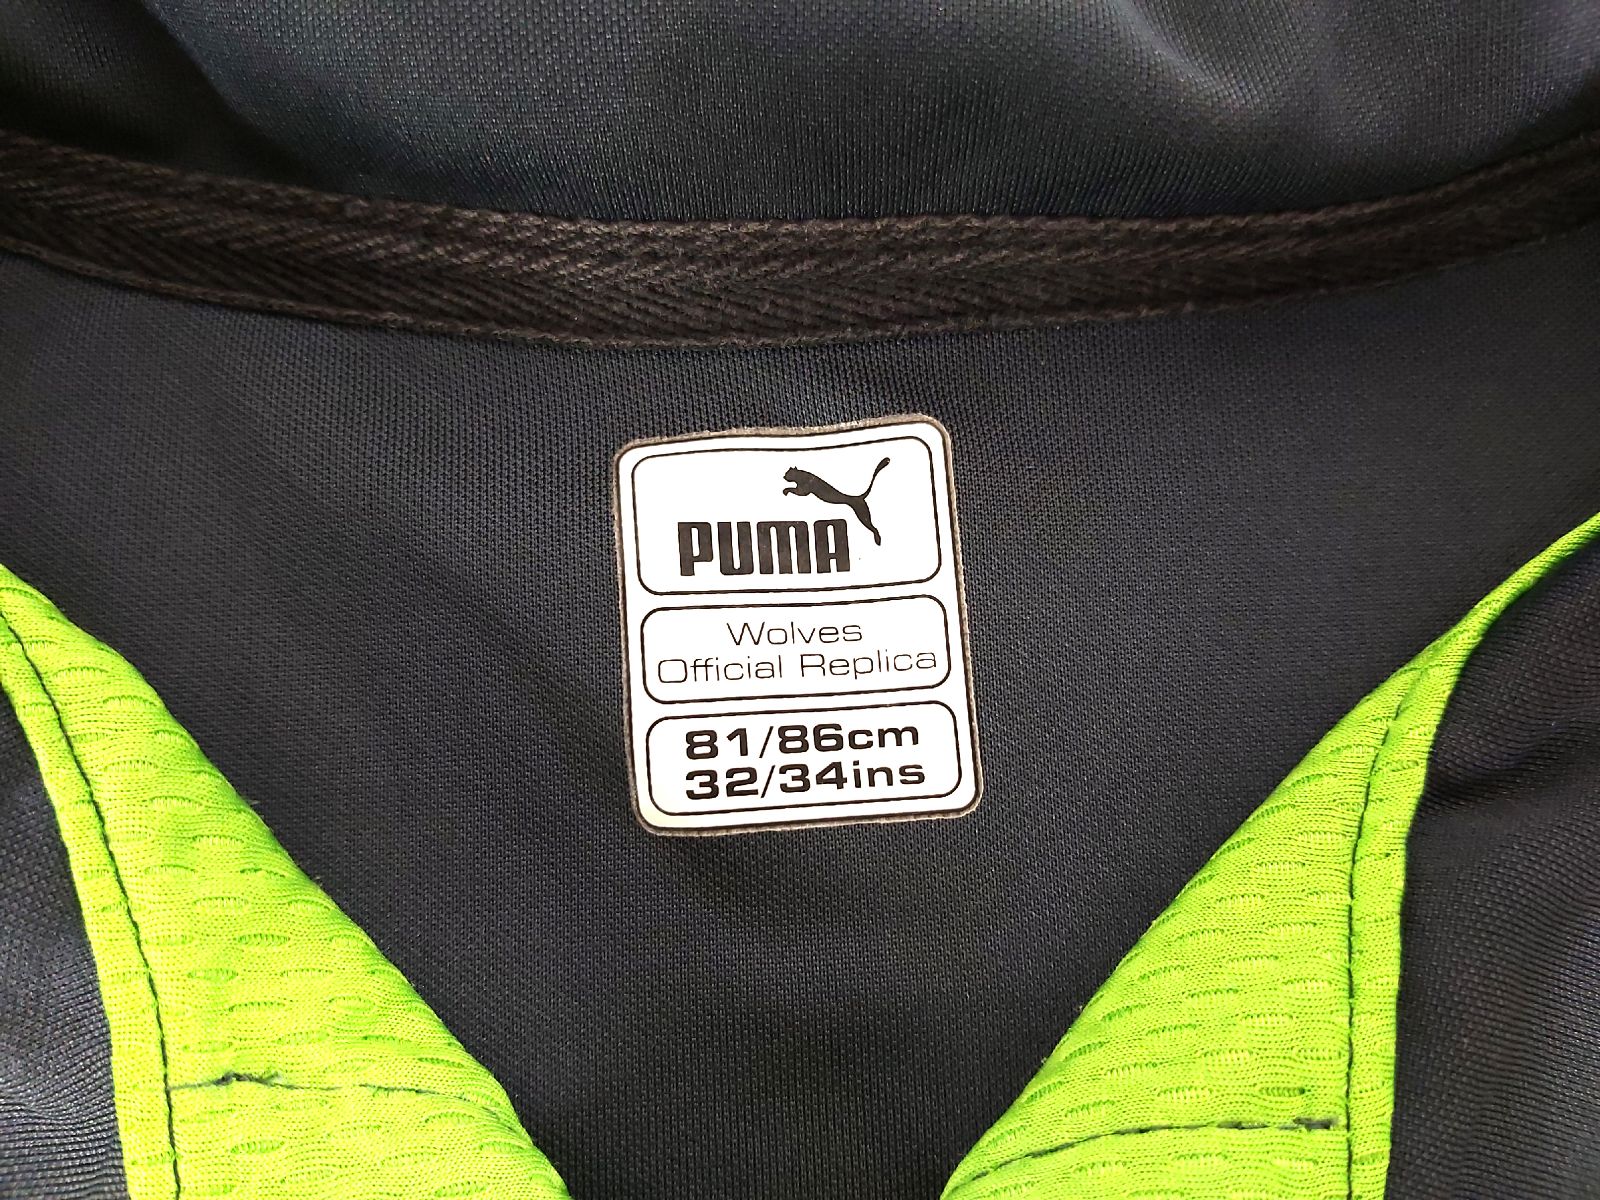 PUMA
Wolves
Official Replica
81/86cm
32/34ins